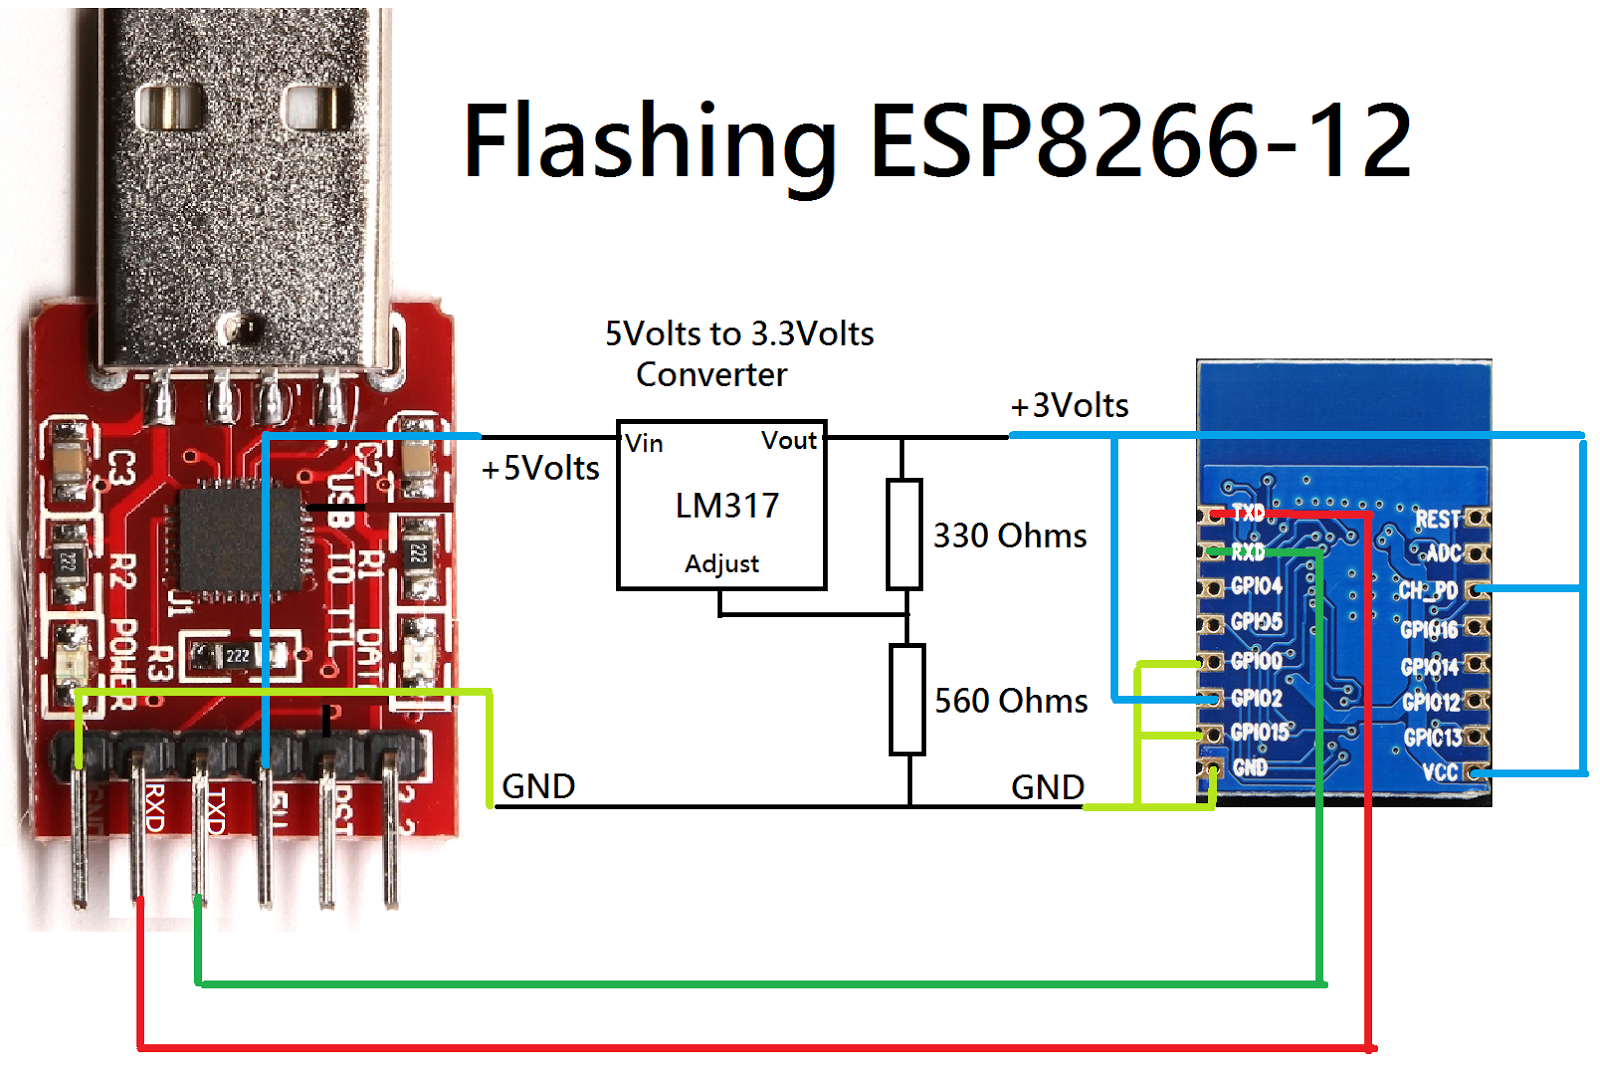 Flashing ESP8266-12
5Volts to 3.3Volts
Converter
+3Volts
Vin
Vout
+5Volts
LM317
Adjust
330 Ohms
560 Ohms
GND
GND
C3
C2
USB
TO TTL
R2
R1
J1
222
222
222
R3
POWER
DAT
GND
RXD
TXD
5V
RST
3.3
TXD
RXD
GPIO4
GPIO5
GPIO0
GPIO2
GPIO15
GND
REST
ADC
CH_PD
GPIO16
GPIO14
GPIO12
GPIO13
VCC